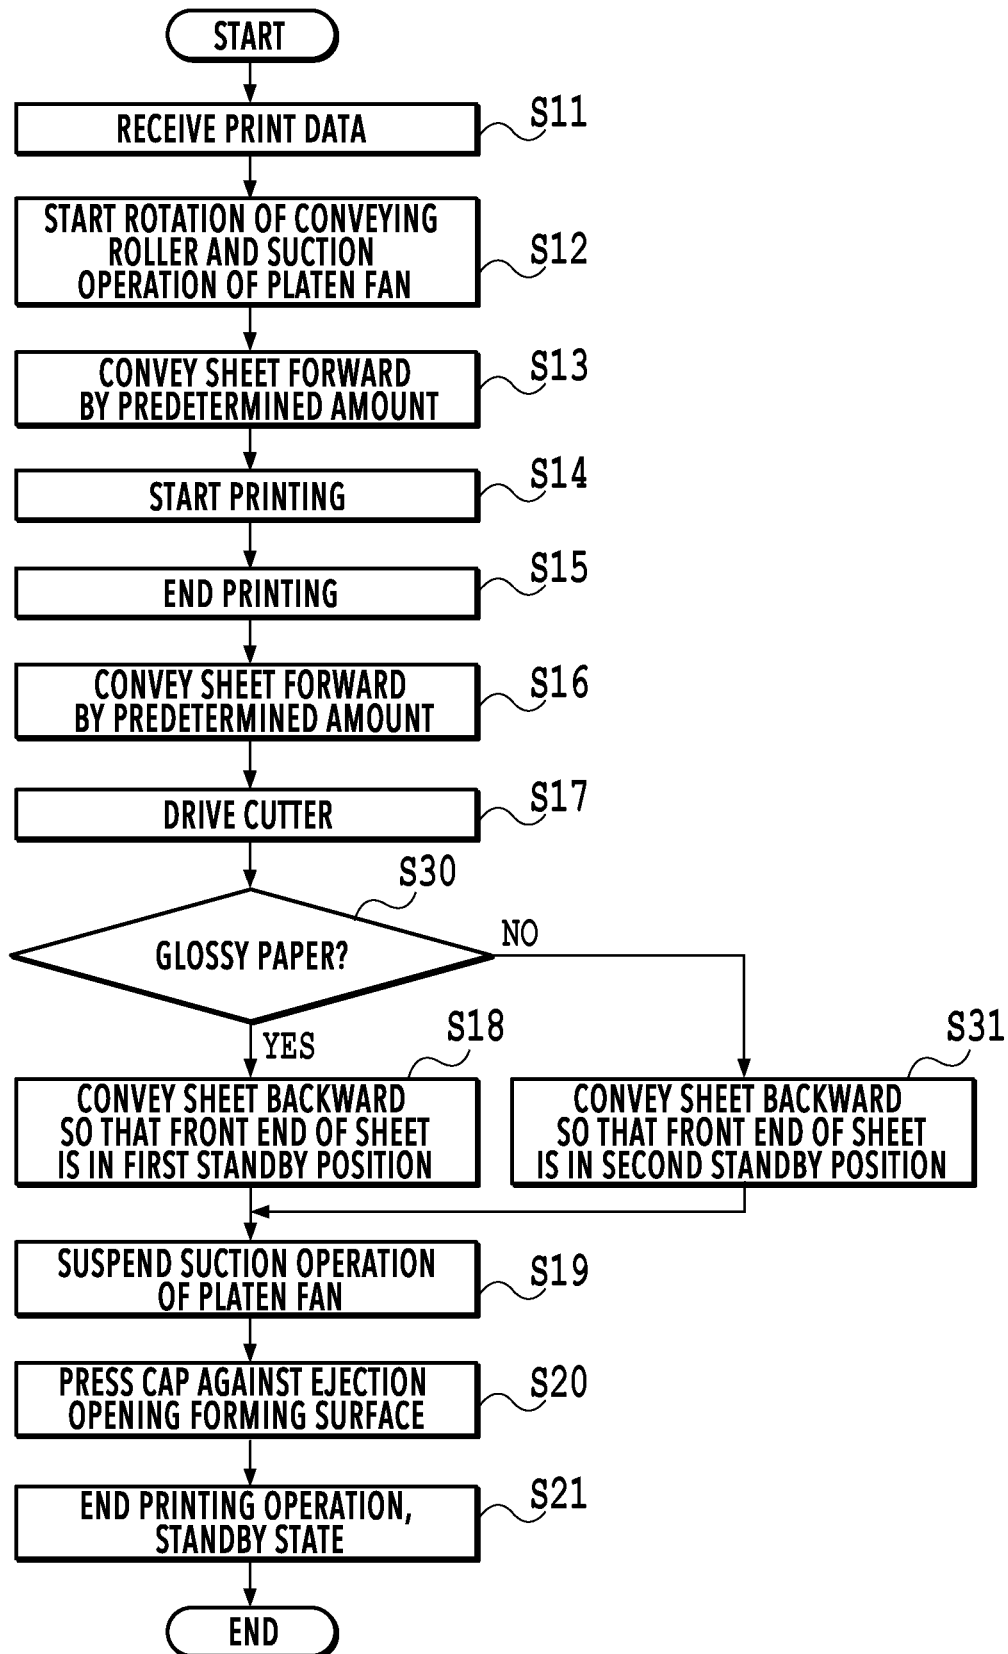 START
RECEIVE PRINT DATA
S11
START ROTATION OF CONVEYING
ROLLER AND SUCTION
OPERATION OF PLATEN FAN
S12
CONVEY SHEET FORWARD
BY PREDETERMINED AMOUNT
S13
START PRINTING
S14
END PRINTING
S15
CONVEY SHEET FORWARD
BY PREDETERMINED AMOUNT
S16
DRIVE CUTTER
S17
S30
GLOSSY PAPER?
NO
YES
S18
CONVEY SHEET BACKWARD
SO THAT FRONT END OF SHEET
IS IN FIRST STANDBY POSITION
S31
CONVEY SHEET BACKWARD
SO THAT FRONT END OF SHEET
IS IN SECOND STANDBY POSITION
SUSPEND SUCTION OPERATION
OF PLATEN FAN
S19
PRESS CAP AGAINST EJECTION
OPENING FORMING SURFACE
S20
END PRINTING OPERATION,
STANDBY STATE
S21
END